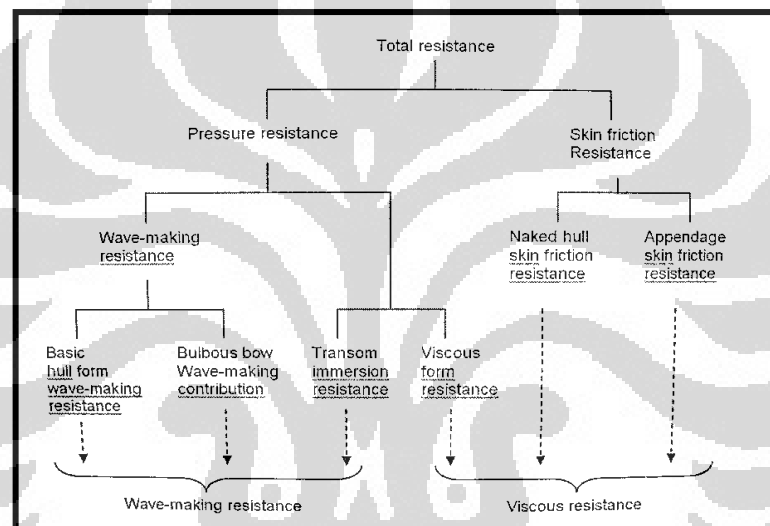 Total resistance
Pressure resistance
Skin friction
Resistance
Wave-making
resistance
Naked hull
skin friction
resistance
Appendage
skin friction
resistance
Basic
hull form
wave-making
resistance
Bulbous bow
Wave-making
contribution
Transom
immersion
resistance
Viscous
form
resistance
Wave-making resistance
Viscous resistance